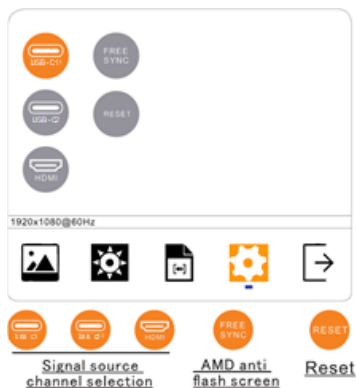 USB-C1
FREE
SYNC
USB-C2
RESET
HDMI
1920x1080@60Hz
HDMI
FREE
SYNC
RESET
Signal source
channel selection
AMD anti
flash screen
Reset